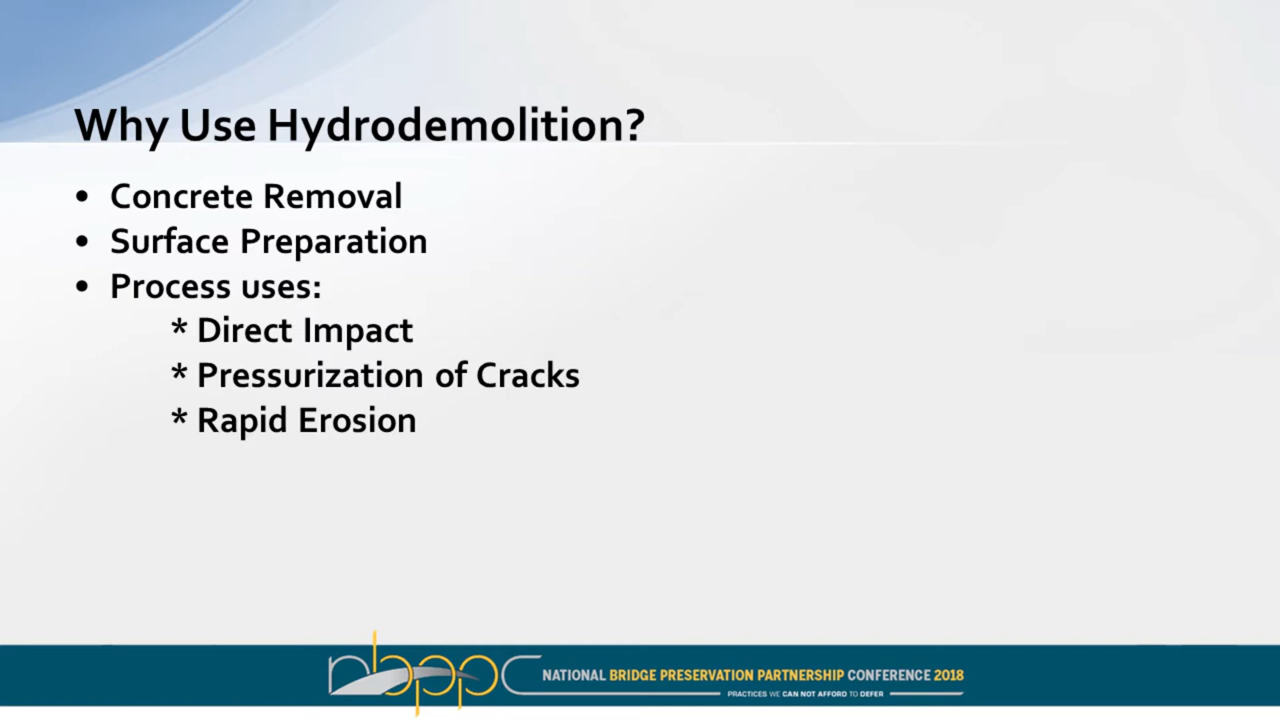 Why Use Hydrodemolition?
• Concrete Removal
• Surface Preparation
• Process uses:
* Direct Impact
* Pressurization of Cracks
* Rapid Erosion
nbppc
NATIONAL BRIDGE PRESERVATION PARTNERSHIP CONFERENCE 2018
PRACTICES WE CAN NOT AFFORD TO DEFER